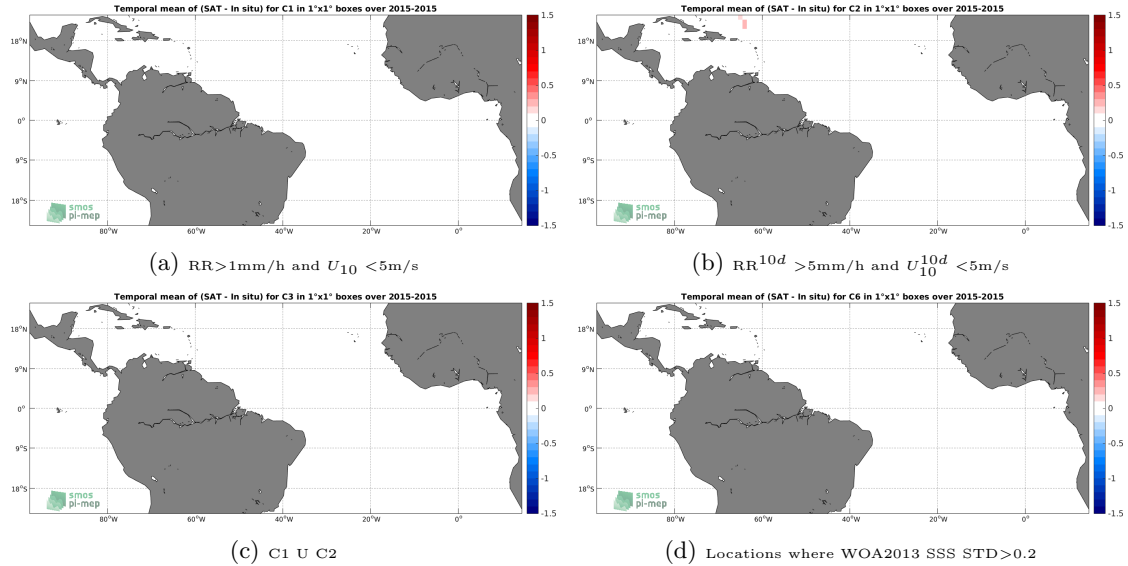 Temporal mean of (SAT - In situ) for C1 in 1°x1° boxes over 2015-2015
18°N
9°N
0°
9°S
18°S
80°W 60°W 40°W 20°W 0°
1.5
1
0.5
0
-0.5
-1
-1.5
smos
pi-mep
(a) RR>1mm/h and U10 <5m/s
Temporal mean of (SAT - In situ) for C2 in 1°x1° boxes over 2015-2015
18°N
9°N
0°
9°S
18°S
80°W 60°W 40°W 20°W 0°
1.5
1
0.5
0
-0.5
-1
-1.5
smos
pi-mep
(b) RR10d >5mm/h and U10d10 <5m/s
Temporal mean of (SAT - In situ) for C3 in 1°x1° boxes over 2015-2015
18°N
9°N
0°
9°S
18°S
80°W 60°W 40°W 20°W 0°
1.5
1
0.5
0
-0.5
-1
-1.5
smos
pi-mep
(c) C1 U C2
Temporal mean of (SAT - In situ) for C6 in 1°x1° boxes over 2015-2015
18°N
9°N
0°
9°S
18°S
80°W 60°W 40°W 20°W 0°
1.5
1
0.5
0
-0.5
-1
-1.5
smos
pi-mep
(d) Locations where WOA2013 SSS STD>0.2